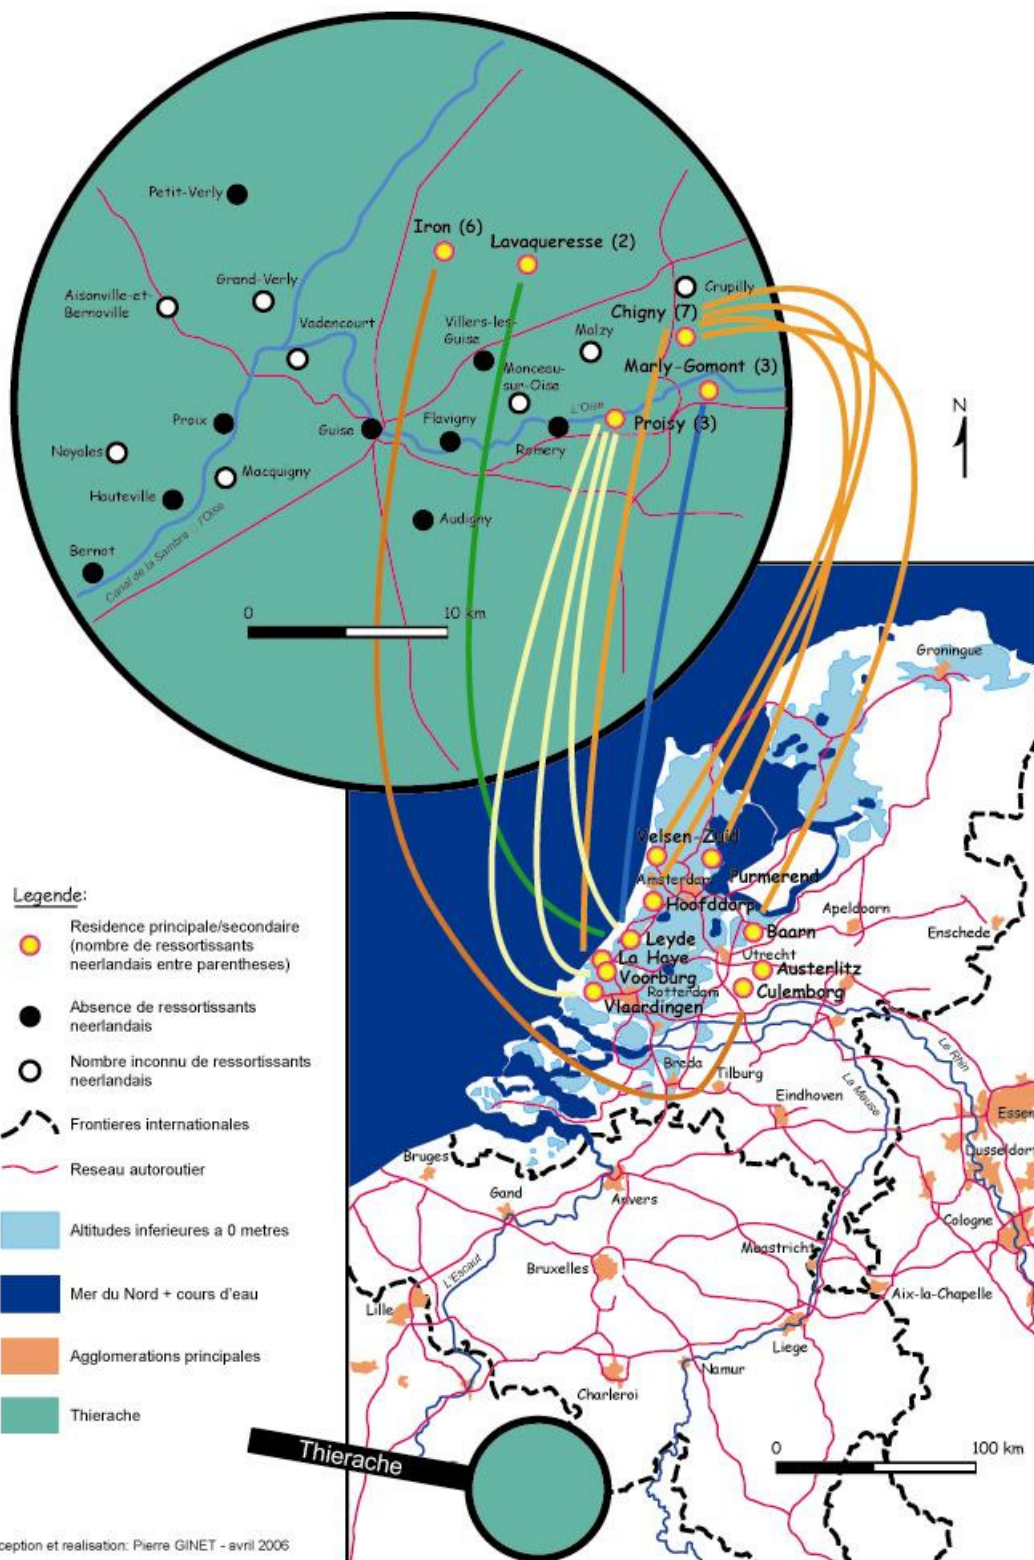 Petit-Verly
Iron (6)
Lavaqueresse (2)
Grand-Verly
Crupilly
Aisonville-et-
Bernoville
Chigny (7)
Vadencourt
Villers-les-
Guise
Malzy
Marly-Gomont (3)
Monceau-
sur-Oise
L'Oise
Proix
Flavigny
Guise
Proisy (3)
Romery
Noyales
Macquigny
Hauteville
Audigny
Bernot
Canal de la Sambre à l'Oise
0 10 km
N
Groningue
Velsen-Zuid
Amsterdam
Purmerend
Hoofddorp
Apeldoorn
Enschede
Leyde
Baarn
La Haye
Utrecht
Voorburg
Austerlitz
Rotterdam
Culemborg
Vlaardingen
Le Rhin
Breda
Tilburg
La Meuse
Eindhoven
Essen
Dusseldorf
Bruges
Gand
Anvers
Cologne
Maastricht
L'Escaut
Bruxelles
Aix-la-Chapelle
Lille
Liege
Namur
Charleroi
0 100 km
Thierache
Legende:
Residence principale/secondaire
(nombre de ressortissants
neerlandais entre parentheses)
Absence de ressortissants
neerlandais
Nombre inconnu de ressortissants
neerlandais
Frontieres internationales
Reseau autoroutier
Altitudes inferieures a 0 metres
Mer du Nord + cours d'eau
Agglomerations principales
Thierache
ception et realisation: Pierre GINET - avril 2006